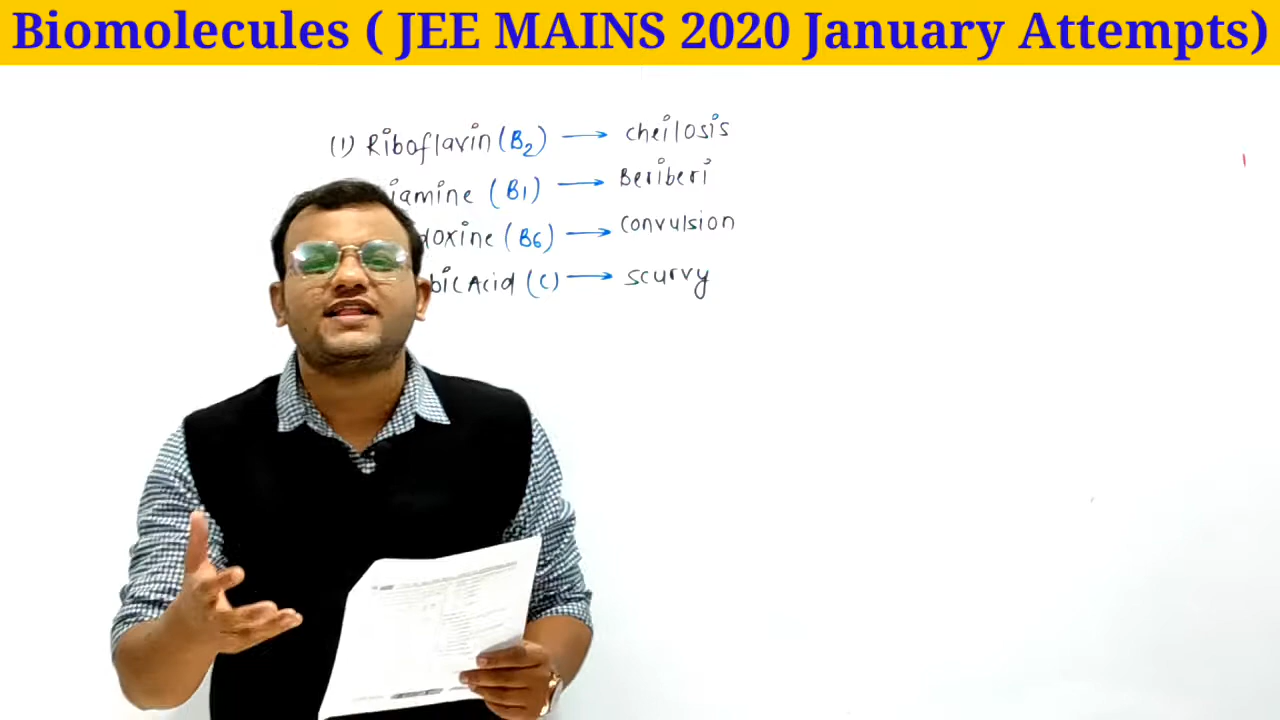 Biomolecules ( JEE MAINS 2020 January Attempts)
(1) Riboflavin (B2) → cheilosis
iamine (B1) → Beriberi
doxine (B6) → convulsion
bic Acid (C) → scurvy